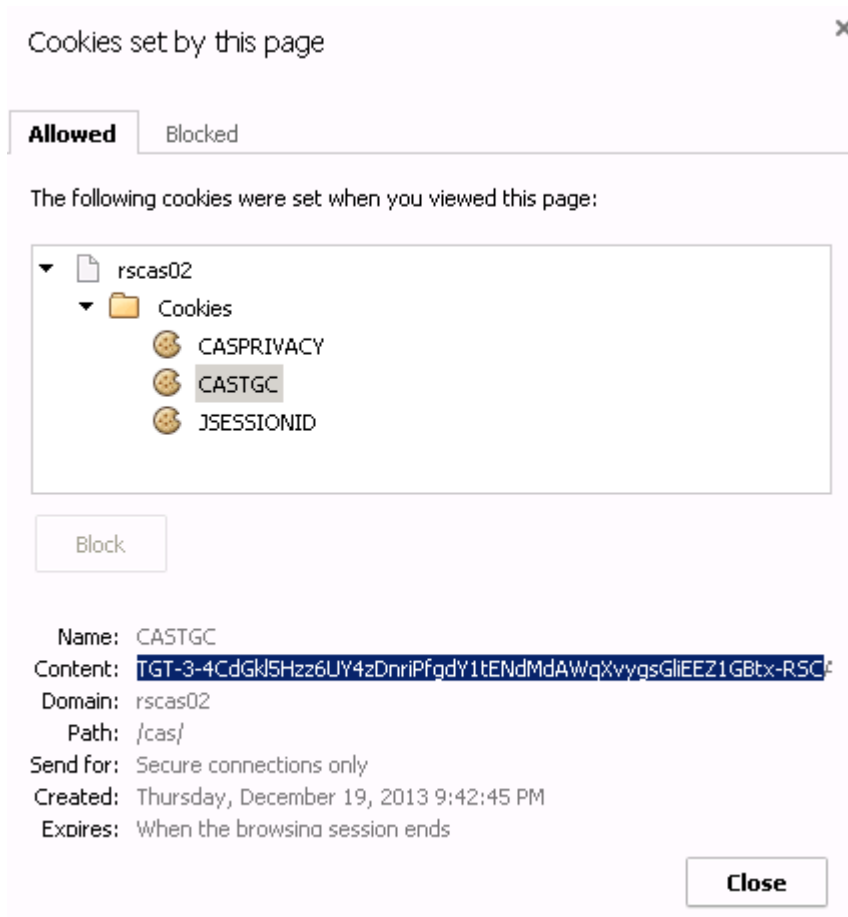 Cookies set by this page
Allowed
Blocked
The following cookies were set when you viewed this page:
rscas02
Cookies
CASPRIVACY
CASTGC
JSESSIONID
Block
Name: CASTGC
Content: TGT-3-4CdGkl5Hzz6UY4zDnriPfgdY1tENdMdAWqXvygsGliEEZ1GBtx-RSCA
Domain: rscas02
Path: /cas/
Send for: Secure connections only
Created: Thursday, December 19, 2013 9:42:45 PM
Expires: When the browsing session ends
Close